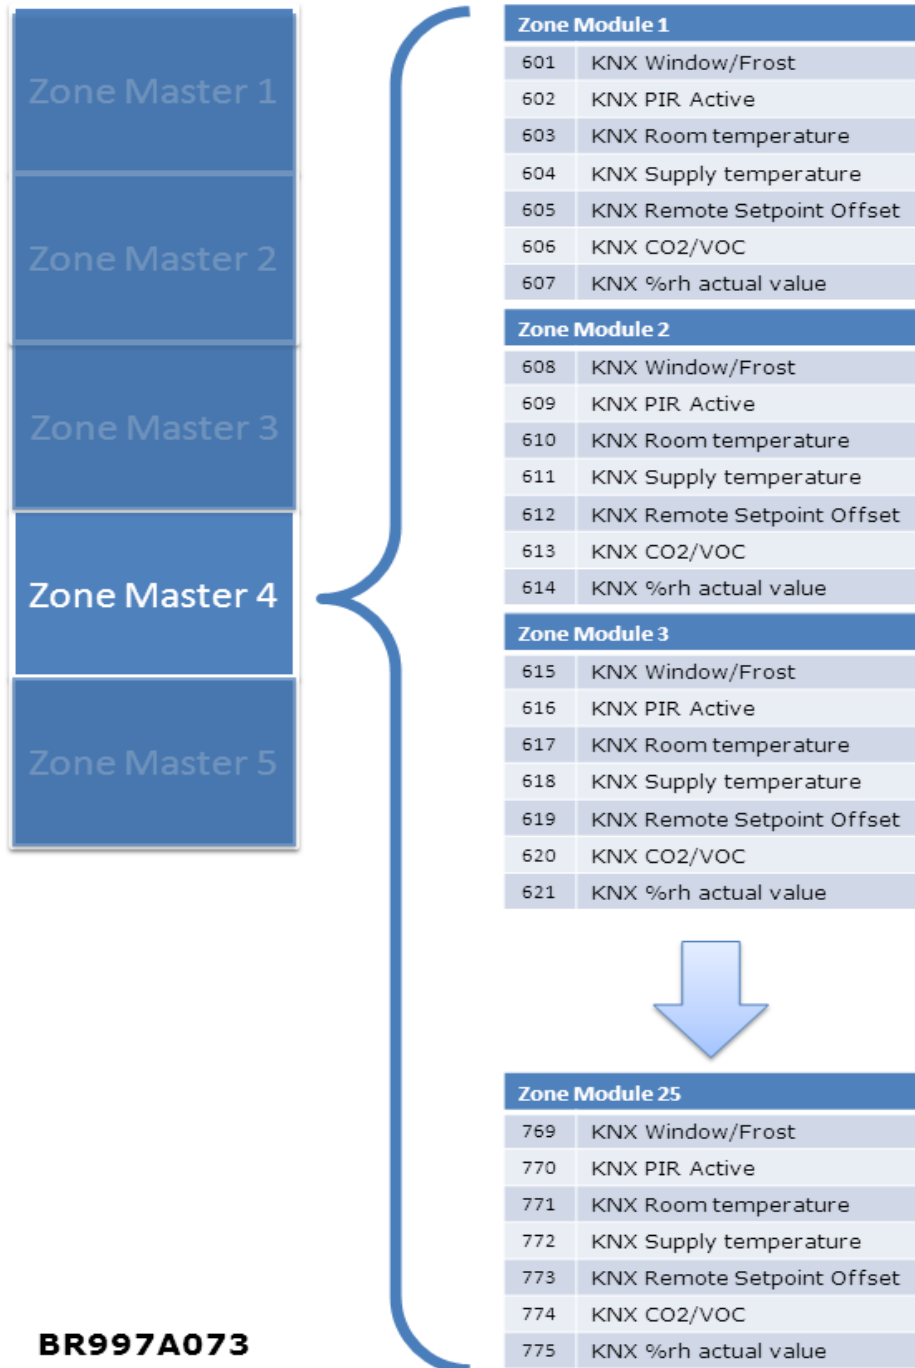 Zone Master 1
Zone Master 2
Zone Master 3
Zone Master 4
Zone Master 5
BR997A073
Zone Module 1
601 KNX Window/Frost
602 KNX PIR Active
603 KNX Room temperature
604 KNX Supply temperature
605 KNX Remote Setpoint Offset
606 KNX CO2/VOC
607 KNX %rh actual value
Zone Module 2
608 KNX Window/Frost
609 KNX PIR Active
610 KNX Room temperature
611 KNX Supply temperature
612 KNX Remote Setpoint Offset
613 KNX CO2/VOC
614 KNX %rh actual value
Zone Module 3
615 KNX Window/Frost
616 KNX PIR Active
617 KNX Room temperature
618 KNX Supply temperature
619 KNX Remote Setpoint Offset
620 KNX CO2/VOC
621 KNX %rh actual value
Zone Module 25
769 KNX Window/Frost
770 KNX PIR Active
771 KNX Room temperature
772 KNX Supply temperature
773 KNX Remote Setpoint Offset
774 KNX CO2/VOC
775 KNX %rh actual value